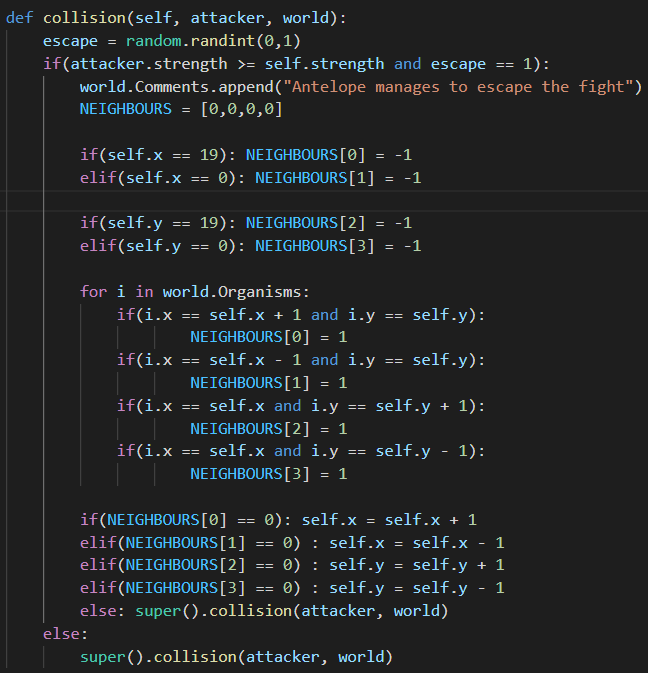 def collision(self, attacker, world):
    escape = random.randint(0,1)
    if(attacker.strength >= self.strength and escape == 1):
        world.Comments.append("Antelope manages to escape the fight")
        NEIGHBOURS = [0,0,0,0]

        if(self.x == 19): NEIGHBOURS[0] = -1
        elif(self.x == 0): NEIGHBOURS[1] = -1

        if(self.y == 19): NEIGHBOURS[2] = -1
        elif(self.y == 0): NEIGHBOURS[3] = -1

        for i in world.Organisms:
            if(i.x == self.x + 1 and i.y == self.y):
                    NEIGHBOURS[0] = 1
            if(i.x == self.x - 1 and i.y == self.y):
                    NEIGHBOURS[1] = 1
            if(i.x == self.x and i.y == self.y + 1):
                    NEIGHBOURS[2] = 1
            if(i.x == self.x and i.y == self.y - 1):
                    NEIGHBOURS[3] = 1

        if(NEIGHBOURS[0] == 0): self.x = self.x + 1
        elif(NEIGHBOURS[1] == 0) : self.x = self.x - 1
        elif(NEIGHBOURS[2] == 0) : self.y = self.y + 1
        elif(NEIGHBOURS[3] == 0) : self.y = self.y - 1
        else: super().collision(attacker, world)
    else:
        super().collision(attacker, world)